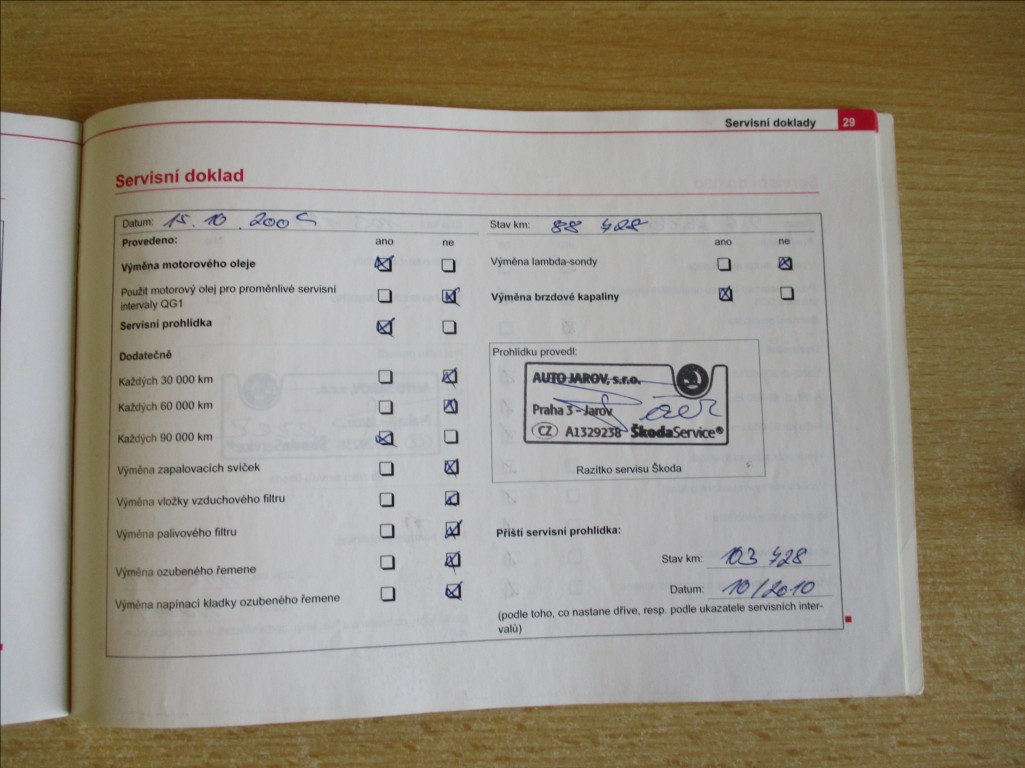 Servisní doklady 29
Servisní doklad
Datum: 15. 10. 2009
Stav km: 88 428
Provedeno:
ano ne
Výměna motorového oleje
Použit motorový olej pro proměnlivé servisní
intervaly QG1
Servisní prohlídka
Dodatečně
Každých 30 000 km
Každých 60 000 km
Každých 90 000 km
Výměna zapalovacích svíček
Výměna vložky vzduchového filtru
Výměna palivového filtru
Výměna ozubeného řemene
Výměna napínací kladky ozubeného řemene
ano ne
Výměna lambda-sondy
Výměna brzdové kapaliny
Prohlídku provedl:
AUTO JAROV, s.r.o.
Praha 3 - Jarov
CZ A1329238 ŠkodaService®
Razítko servisu Škoda
Příští servisní prohlídka:
Stav km: 103 428
Datum: 10/2010
(podle toho, co nastane dříve, resp. podle ukazatele servisních inter-
valů)